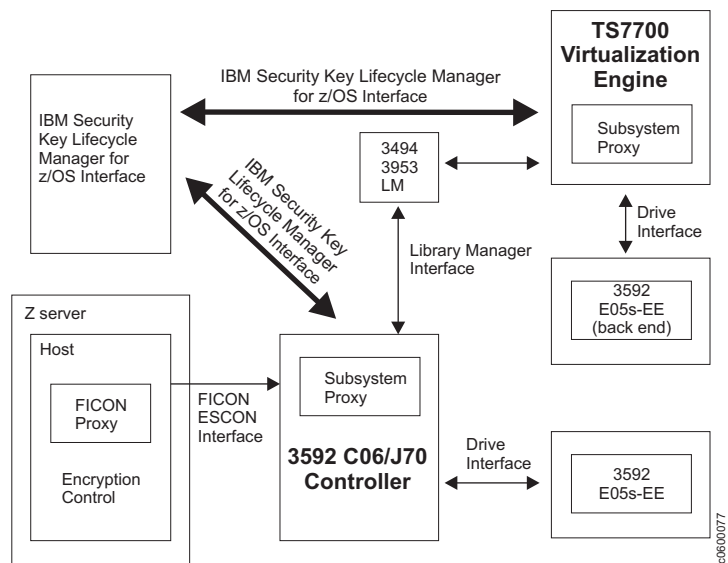 TS7700
Virtualization
Engine
Subsystem
Proxy
IBM Security Key Lifecycle Manager
for z/OS Interface
IBM Security
Key Lifecycle
Manager for
z/OS Interface
3494
3953
LM
IBM Security Key
Lifecycle Manager
for z/OS Interface
Drive
Interface
Library Manager
Interface
3592
E05s-EE
(back end)
Z server
Host
FICON
Proxy
Encryption
Control
FICON
ESCON
Interface
Subsystem
Proxy
3592 C06/J70
Controller
Drive
Interface
3592
E05s-EE
c0600077